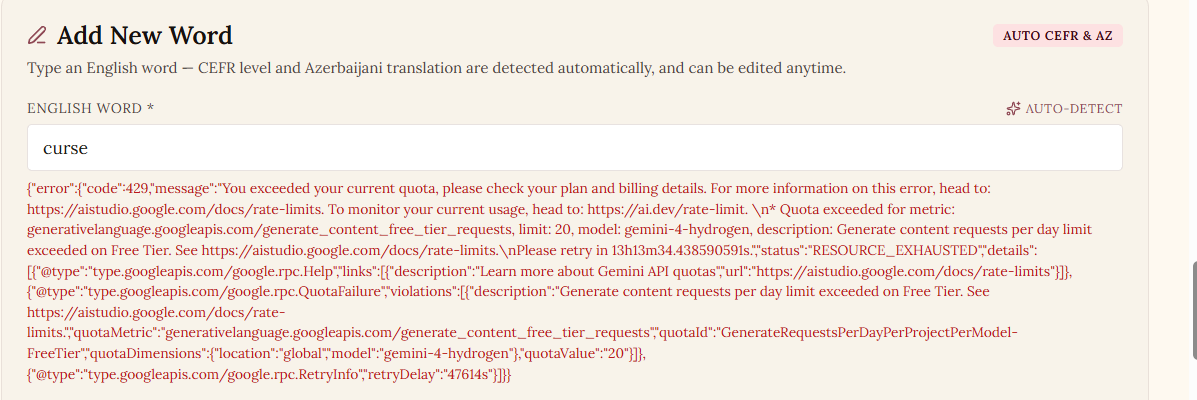 Add New Word
AUTO CEFR & AZ
Type an English word — CEFR level and Azerbaijani translation are detected automatically, and can be edited anytime.
ENGLISH WORD *
AUTO-DETECT
curse
{"error":{"code":429,"message":"You exceeded your current quota, please check your plan and billing details. For more information on this error, head to:
https://aistudio.google.com/docs/rate-limits. To monitor your current usage, head to: https://ai.dev/rate-limit. \n* Quota exceeded for metric:
generativelanguage.googleapis.com/generate_content_free_tier_requests, limit: 20, model: gemini-4-hydrogen, description: Generate content requests per day limit
exceeded on Free Tier. See https://aistudio.google.com/docs/rate-limits.\nPlease retry in 13h13m34.438590591s.","status":"RESOURCE_EXHAUSTED","details":
[{"@type":"type.googleapis.com/google.rpc.Help","links":[{"description":"Learn more about Gemini API quotas","url":"https://aistudio.google.com/docs/rate-limits"}]},
{"@type":"type.googleapis.com/google.rpc.QuotaFailure","violations":[{"description":"Generate content requests per day limit exceeded on Free Tier. See
https://aistudio.google.com/docs/rate-
limits.","quotaMetric":"generativelanguage.googleapis.com/generate_content_free_tier_requests","quotaId":"GenerateRequestsPerDayPerProjectPerModel-
FreeTier","quotaDimensions":{"location":"global","model":"gemini-4-hydrogen"},"quotaValue":"20"}]},
{"@type":"type.googleapis.com/google.rpc.RetryInfo","retryDelay":"47614s"}]}}